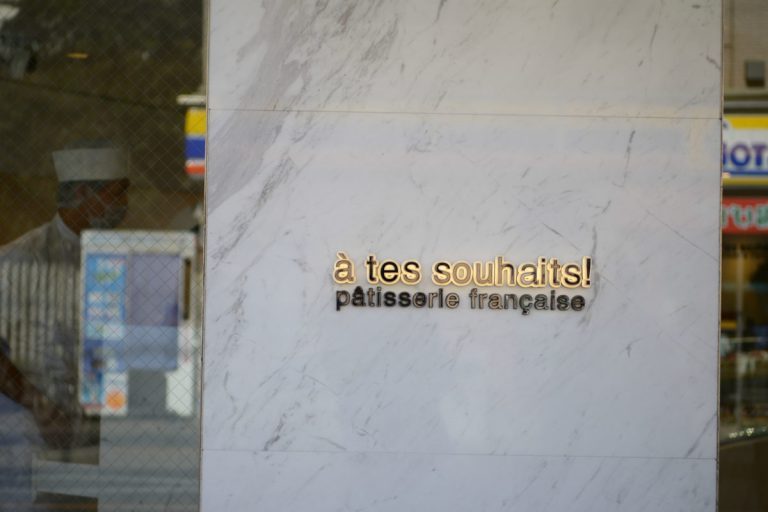 à tes souhaits!
pâtisserie française